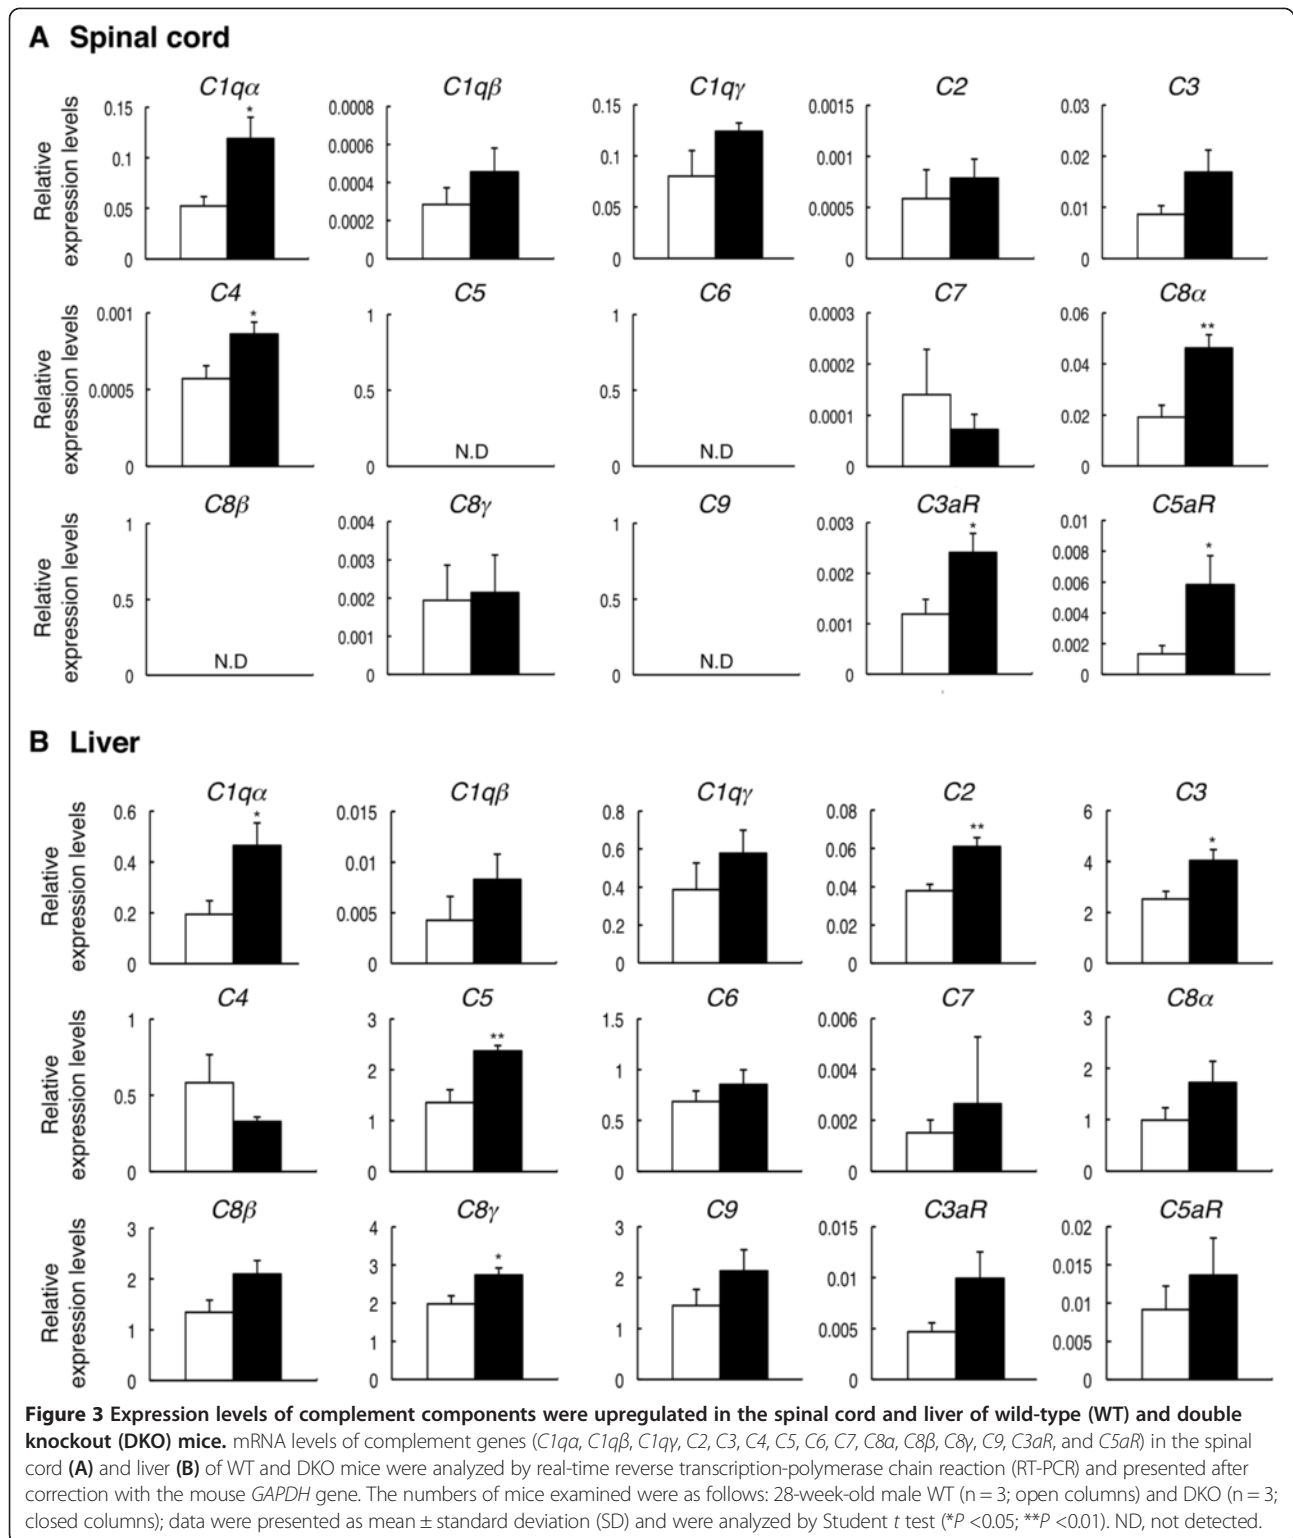 A Spinal cord
C1qα C1qβ C1qγ C2 C3
Relative expression levels
0.15 0.1 0.05 0 *
0.0008 0.0006 0.0004 0.0002 0
0.15 0.1 0.05 0
0.0015 0.001 0.0005 0
0.03 0.02 0.01 0
C4 C5 C6 C7 C8α
Relative expression levels
0.001 0.0005 0 *
1 0.5 0 N.D
1 0.5 0 N.D
0.0003 0.0002 0.0001 0
0.06 0.04 0.02 0 **
C8β C8γ C9 C3aR C5aR
Relative expression levels
1 0.5 0 N.D
0.004 0.003 0.002 0.001 0
1 0.5 0 N.D
0.003 0.002 0.001 0 *
0.01 0.008 0.006 0.004 0.002 0 *
B Liver
C1qα C1qβ C1qγ C2 C3
Relative expression levels
0.6 0.4 0.2 0 *
0.015 0.010 0.005 0
0.8 0.6 0.4 0.2 0
0.08 0.06 0.04 0.02 0 **
6 4 2 0 *
C4 C5 C6 C7 C8α
Relative expression levels
1 0.5 0
3 2 1 0 **
1.5 1 0.5 0
0.006 0.004 0.002 0
3 2 1 0
C8β C8γ C9 C3aR C5aR
Relative expression levels
3 2 1 0
4 3 2 1 0 *
3 2 1 0
0.015 0.01 0.005 0
0.02 0.015 0.01 0.005 0
Figure 3 Expression levels of complement components were upregulated in the spinal cord and liver of wild-type (WT) and double
knockout (DKO) mice. mRNA levels of complement genes (C1qα, C1qβ, C1qγ, C2, C3, C4, C5, C6, C7, C8α, C8β, C8γ, C9, C3aR, and C5aR) in the spinal
cord (A) and liver (B) of WT and DKO mice were analyzed by real-time reverse transcription-polymerase chain reaction (RT-PCR) and presented after
correction with the mouse GAPDH gene. The numbers of mice examined were as follows: 28-week-old male WT (n = 3; open columns) and DKO (n = 3;
closed columns); data were presented as mean ± standard deviation (SD) and were analyzed by Student t test (*P <0.05; **P <0.01). ND, not detected.